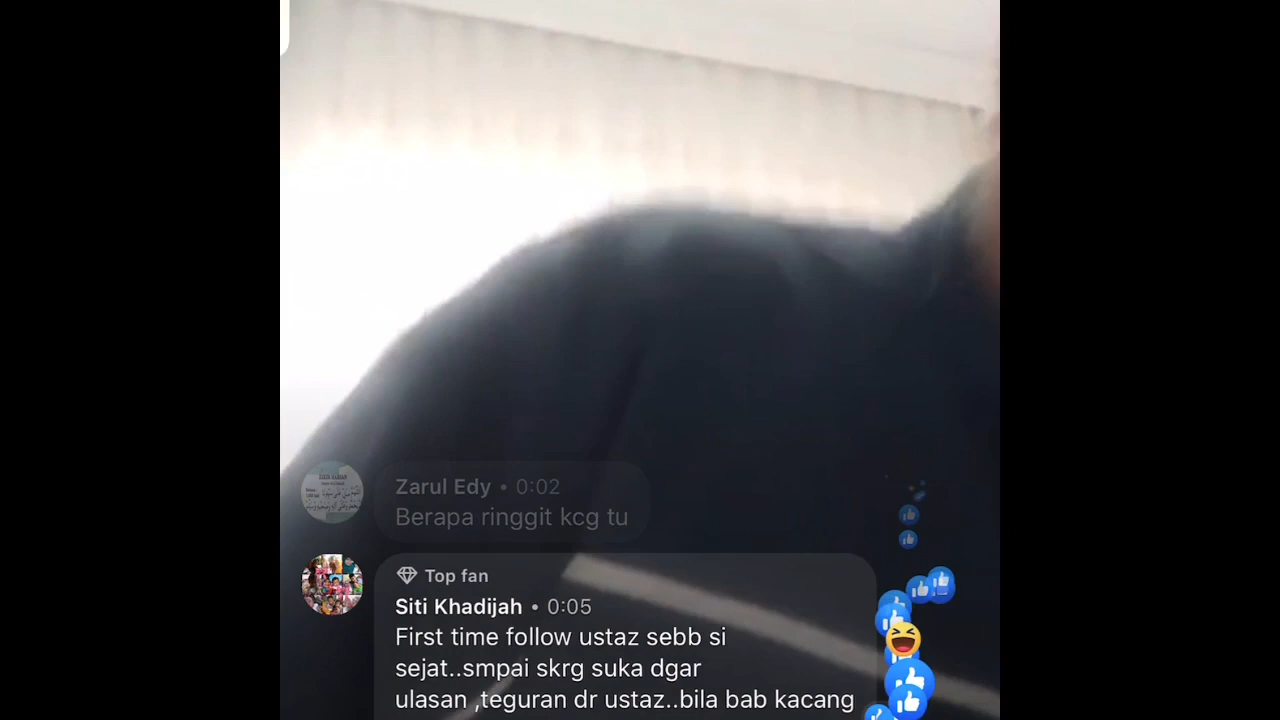 Zarul Edy • 0:02
Berapa ringgit kcg tu
Top fan
Siti Khadijah • 0:05
First time follow ustaz sebb si
sejat..smpai skrg suka dgar
ulasan ,teguran dr ustaz..bila bab kacang